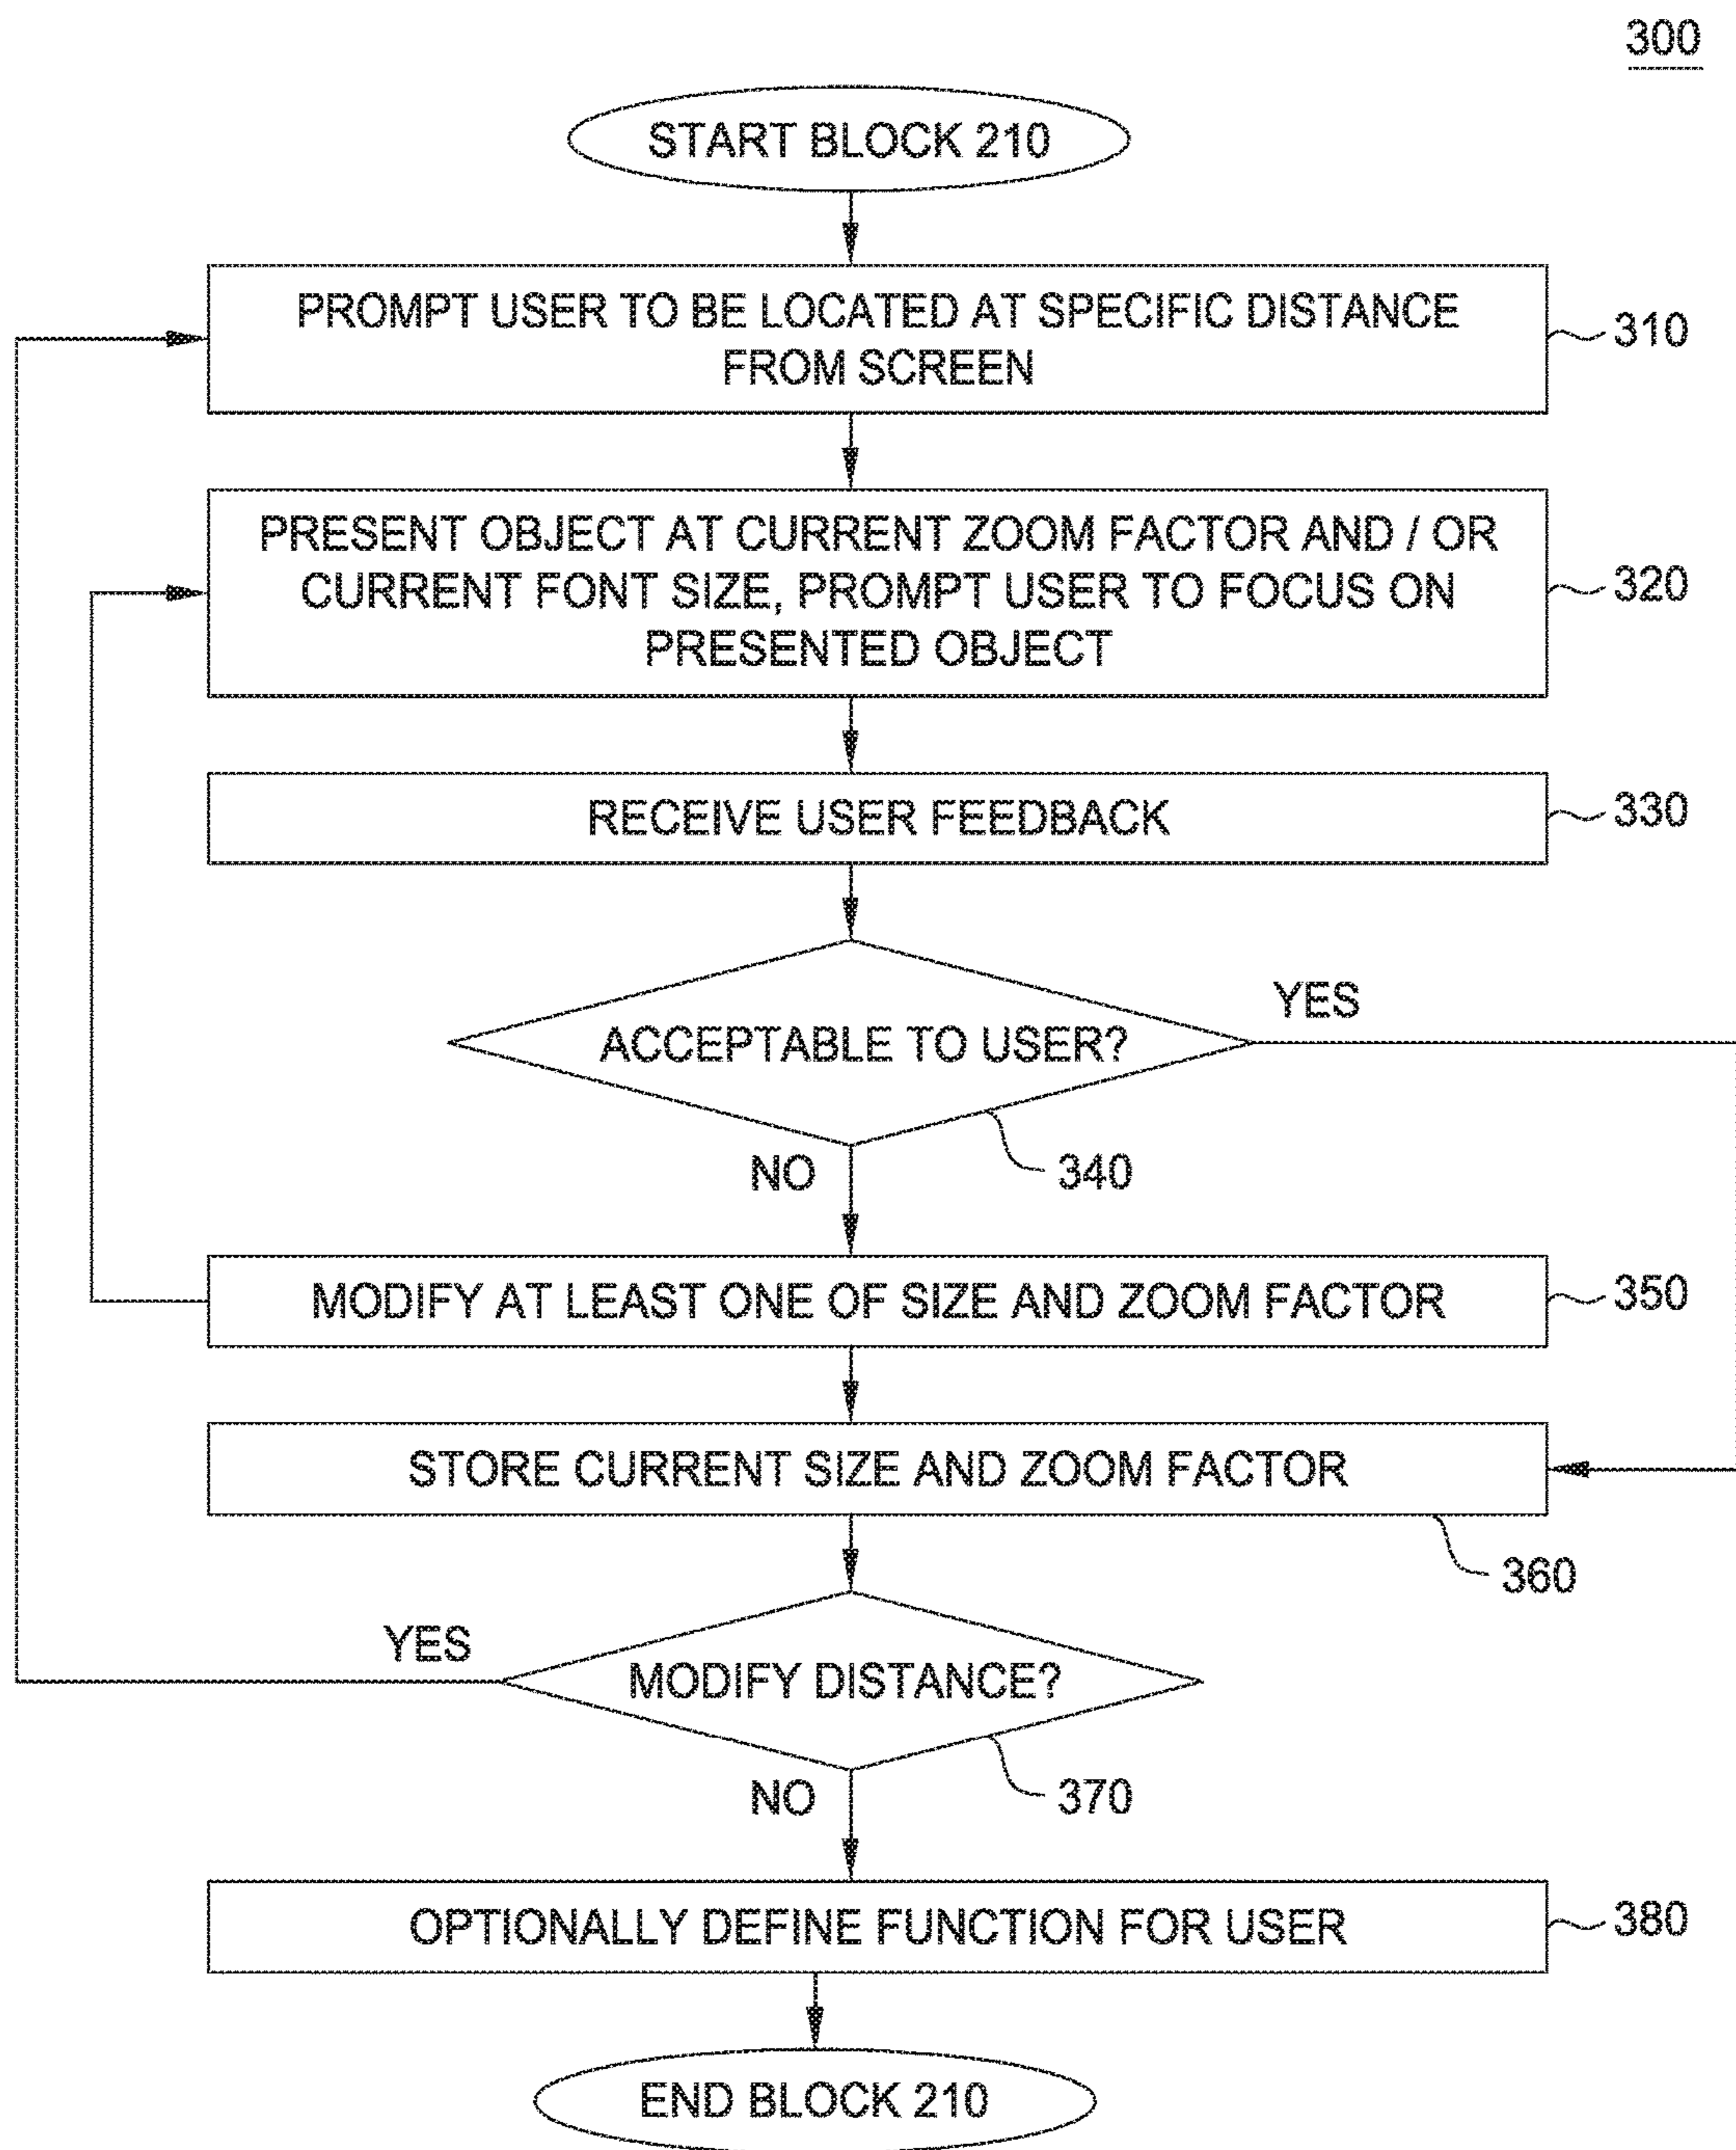 300
START BLOCK 210
PROMPT USER TO BE LOCATED AT SPECIFIC DISTANCE
FROM SCREEN
310
PRESENT OBJECT AT CURRENT ZOOM FACTOR AND / OR
CURRENT FONT SIZE, PROMPT USER TO FOCUS ON
PRESENTED OBJECT
320
RECEIVE USER FEEDBACK
330
YES
ACCEPTABLE TO USER?
NO
340
MODIFY AT LEAST ONE OF SIZE AND ZOOM FACTOR
350
STORE CURRENT SIZE AND ZOOM FACTOR
360
YES
MODIFY DISTANCE?
NO
370
OPTIONALLY DEFINE FUNCTION FOR USER
380
END BLOCK 210